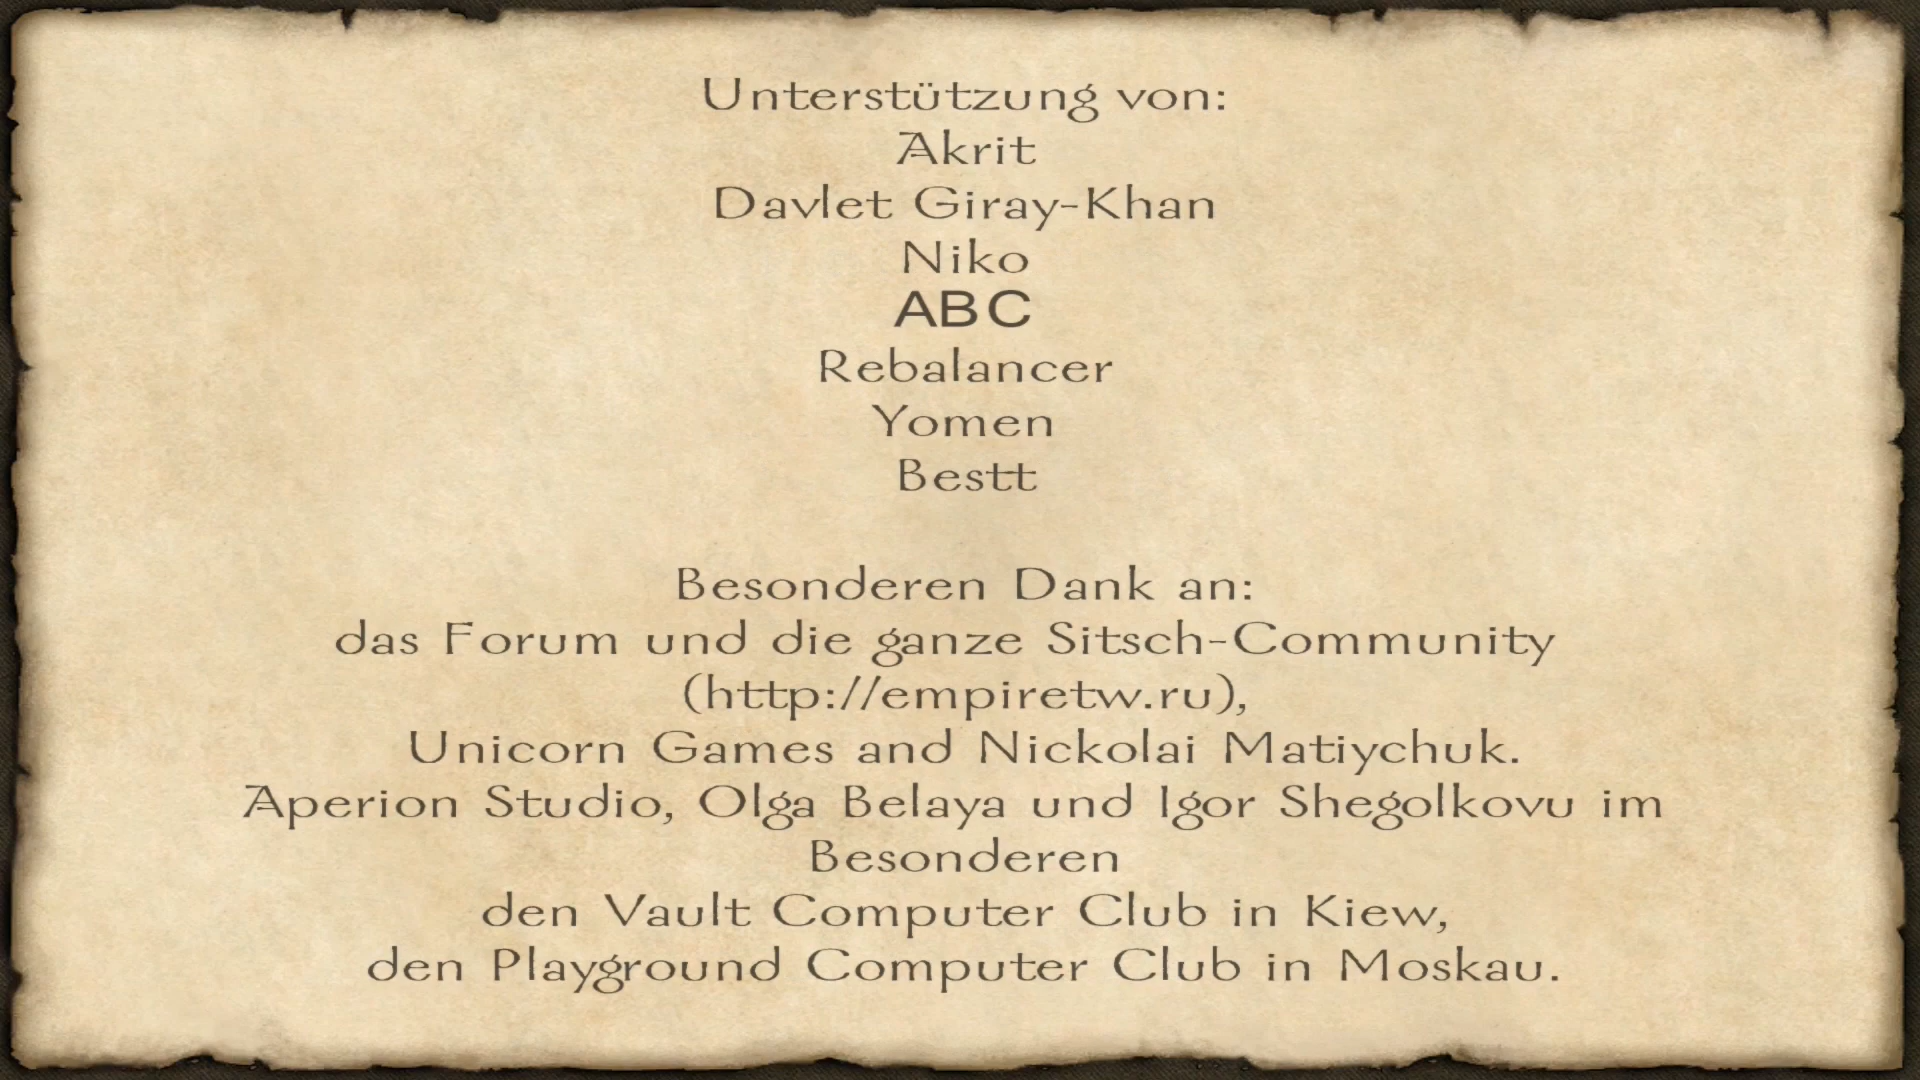 Unterstützung von:
Akrit
Davlet Giray-Khan
Niko
ABC
Rebalancer
Yomen
Bestt
Besonderen Dank an:
das Forum und die ganze Sitsch-Community
(http://empiretw.ru),
Unicorn Games and Nickolai Matiychuk.
Aperion Studio, Olga Belaya und Igor Shegolkovu im
Besonderen
den Vault Computer Club in Kiew,
den Playground Computer Club in Moskau.